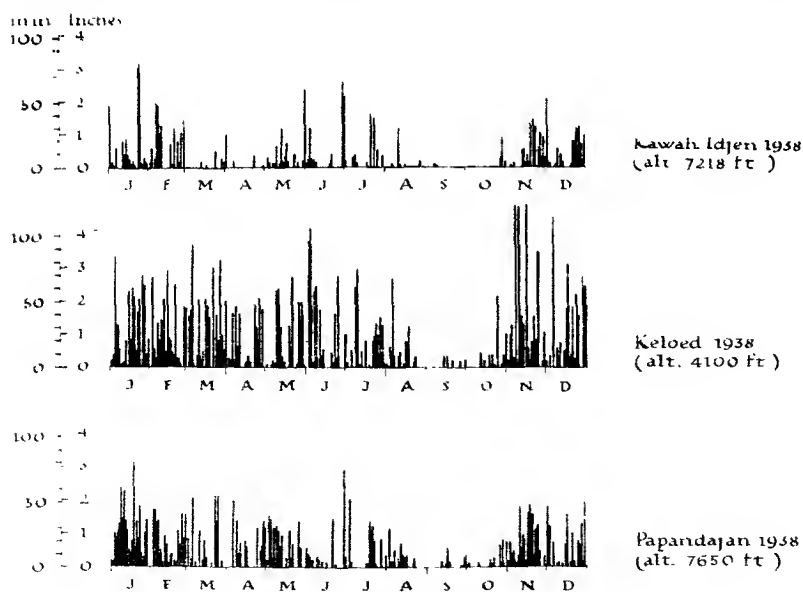 mm. Inches
100 4
3
50 2
1
0 0
J F M A M J J A S O N D
Kawah Idjen 1938
(alt. 7218 ft.)
100 4
3
50 2
1
0 0
J F M A M J J A S O N D
Keloed 1938
(alt. 4100 ft.)
100 4
3
50 2
1
0 0
J F M A M J J A S O N D
Papandajan 1938
(alt. 7650 ft.)